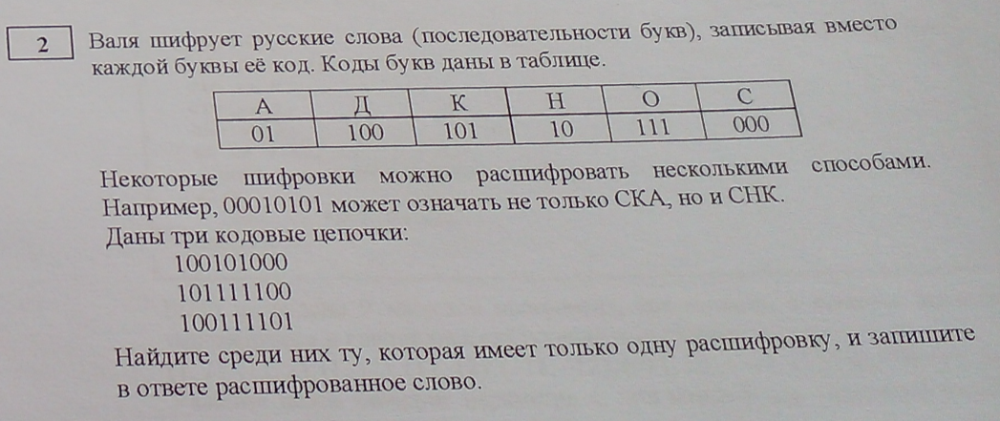 2
Валя шифрует русские слова (последовательности букв), записывая вместо
каждой буквы её код. Коды букв даны в таблице.
А Д К Н О С
01 100 101 10 111 000
Некоторые шифровки можно расшифровать несколькими способами.
Например, 00010101 может означать не только СКА, но и СНК.
Даны три кодовые цепочки:
100101000
101111100
100111101
Найдите среди них ту, которая имеет только одну расшифровку, и запишите
в ответе расшифрованное слово.